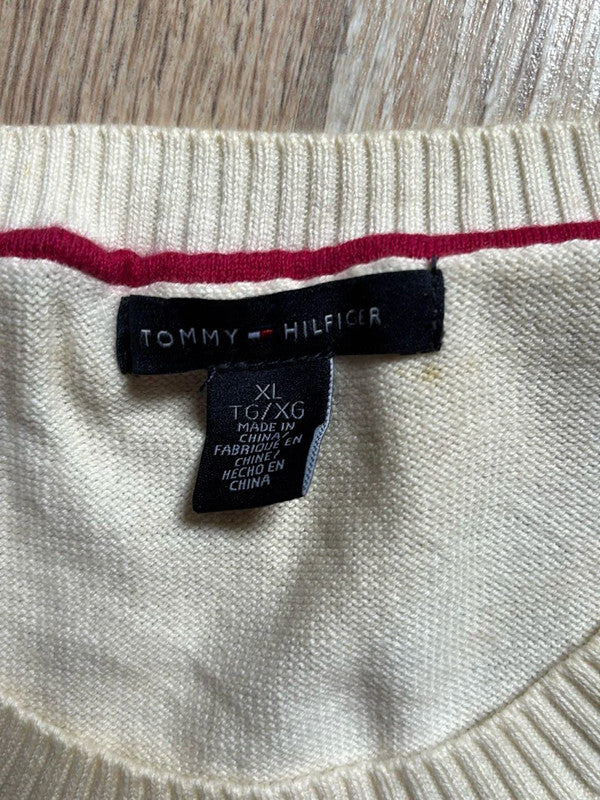 TOMMY HILFIGER
XL
TG/XG
MADE IN
CHINA/
FABRIQUÉ EN
CHINE/
HECHO EN
CHINA